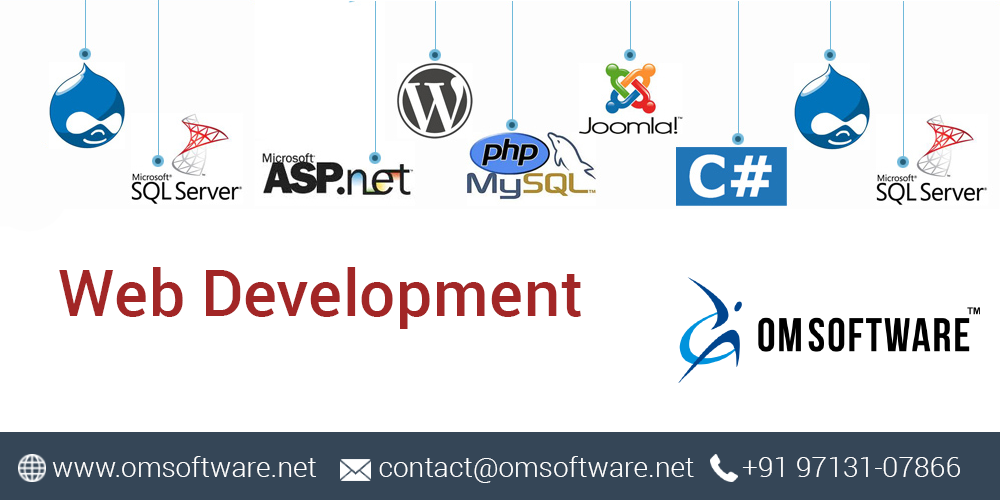 Microsoft®
SQL Server®
Microsoft®
ASP.net
W
php
MySQL™
Joomla!™
C#
Microsoft®
SQL Server®
Web Development
OM SOFTWARE™
www.omsoftware.net contact@omsoftware.net +91 97131-07866